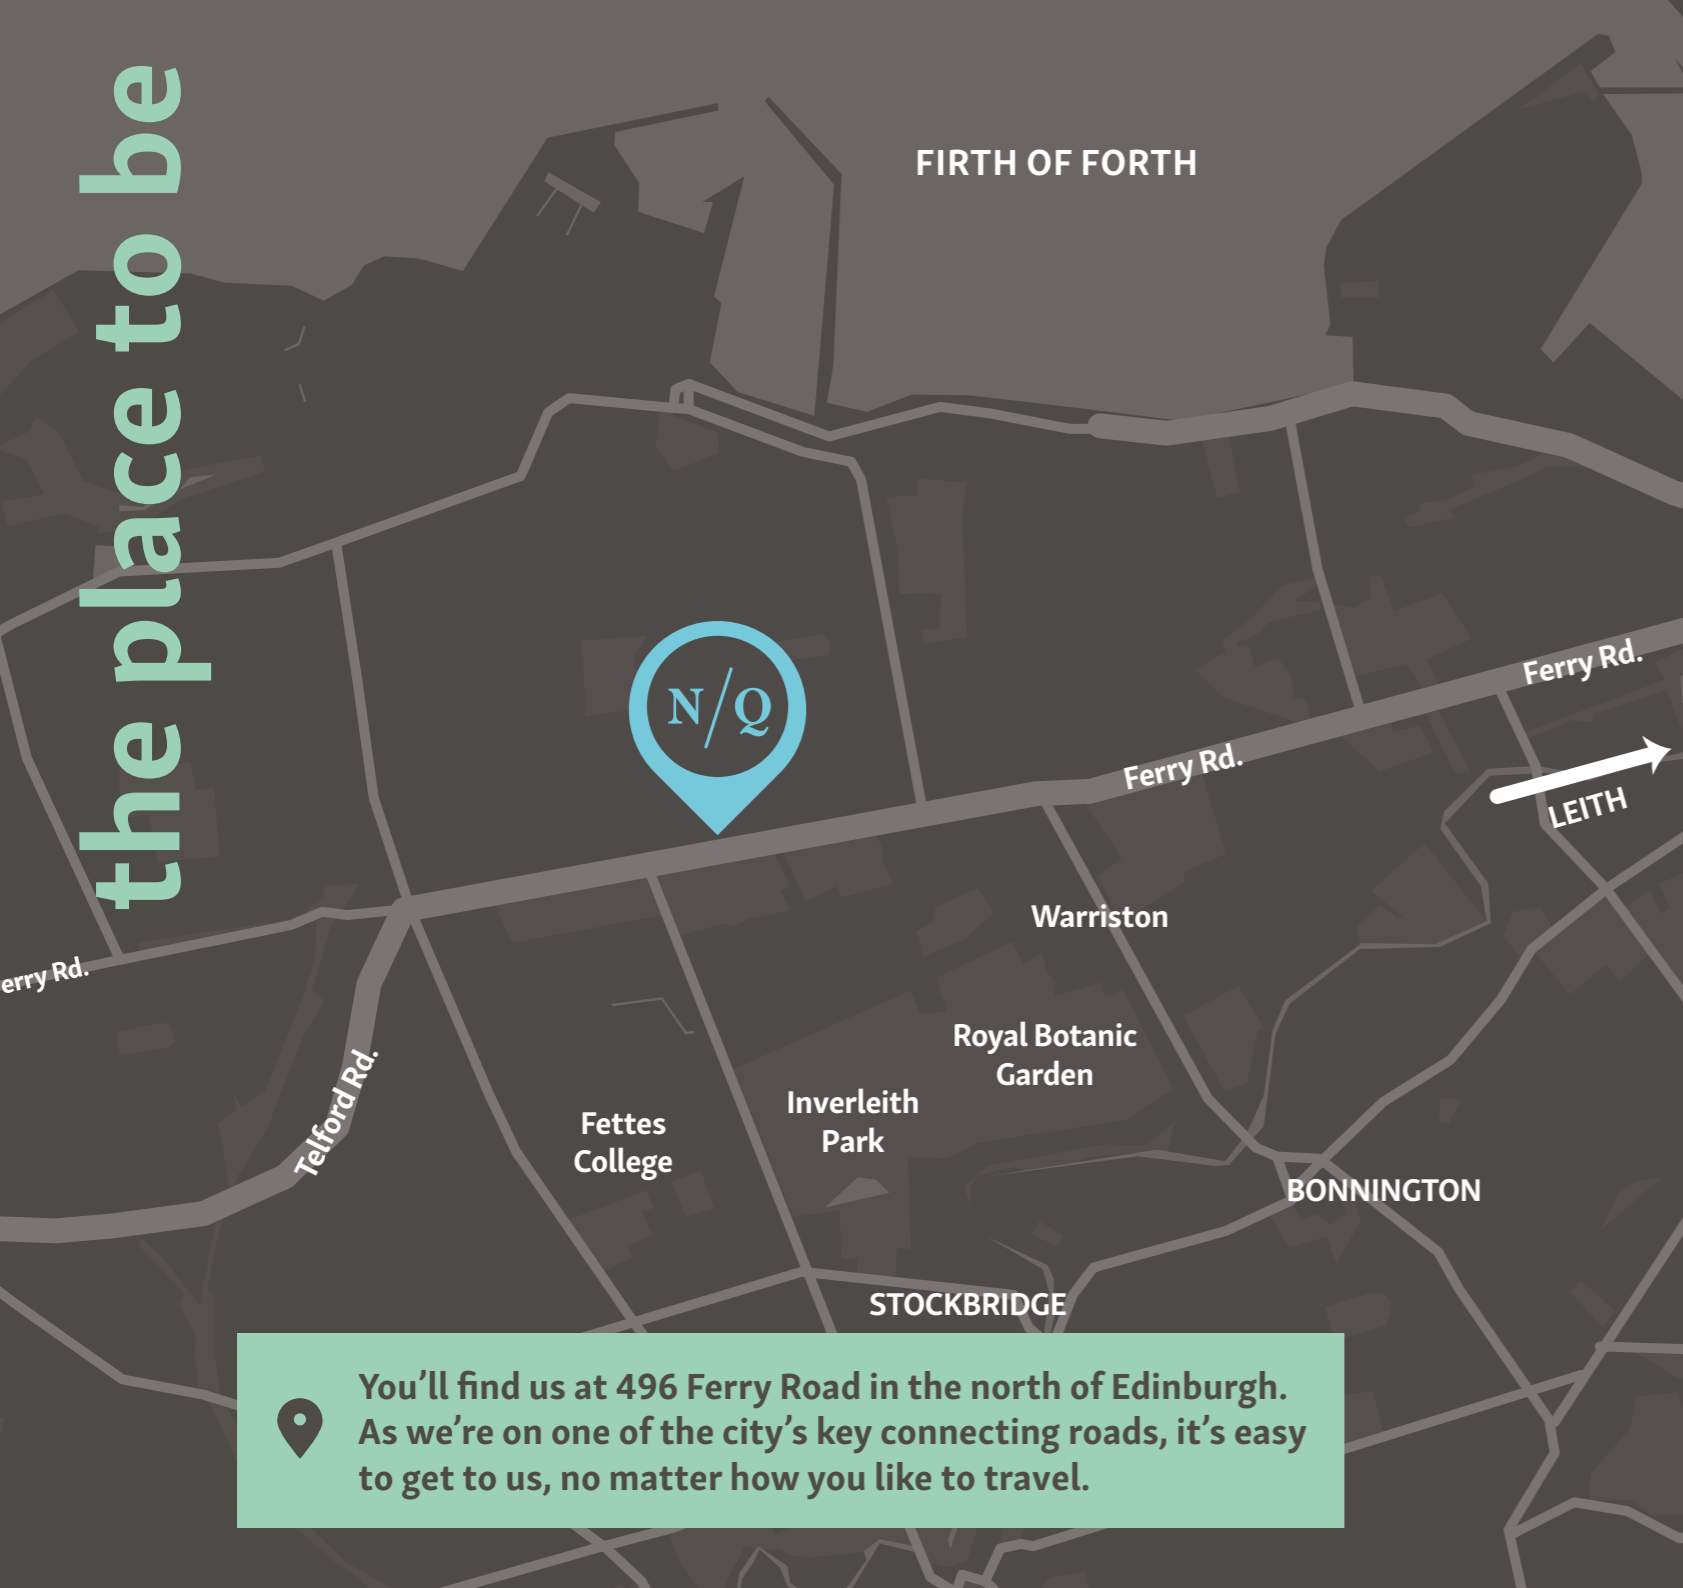 the place to be
FIRTH OF FORTH
N/Q
Ferry Rd.
Ferry Rd.
LEITH
Warriston
erry Rd.
Royal Botanic
Garden
Telford Rd.
Inverleith
Park
Fettes
College
BONNINGTON
STOCKBRIDGE
You’ll find us at 496 Ferry Road in the north of Edinburgh.
As we’re on one of the city’s key connecting roads, it’s easy
to get to us, no matter how you like to travel.